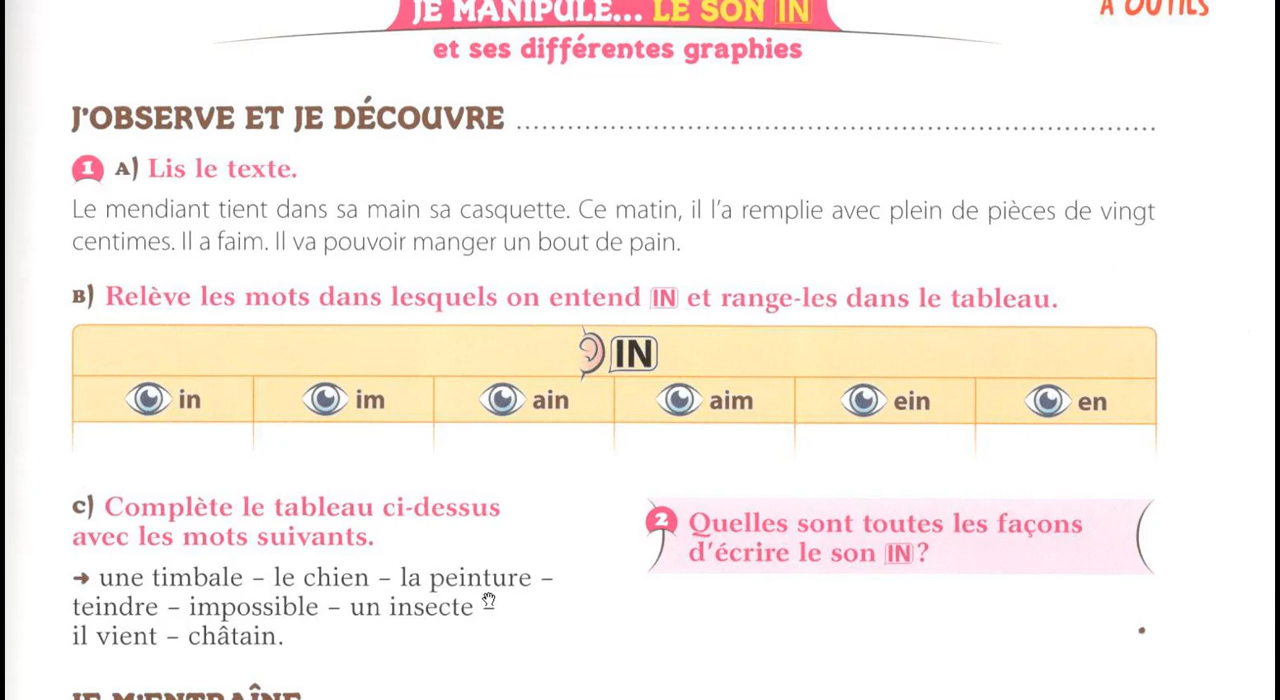 JE MANIPULE... LE SON IN
À OUTILS
et ses différentes graphies
J'OBSERVE ET JE DÉCOUVRE
1 A) Lis le texte.
Le mendiant tient dans sa main sa casquette. Ce matin, il l'a remplie avec plein de pièces de vingt
centimes. Il a faim. Il va pouvoir manger un bout de pain.
B) Relève les mots dans lesquels on entend IN et range-les dans le tableau.
IN
in im ain aim ein en
C) Complète le tableau ci-dessus
avec les mots suivants.
→ une timbale – le chien – la peinture –
teindre – impossible – un insecte –
il vient – châtain.
2 Quelles sont toutes les façons
d'écrire le son IN ?
JE M'ENTRAÎNE